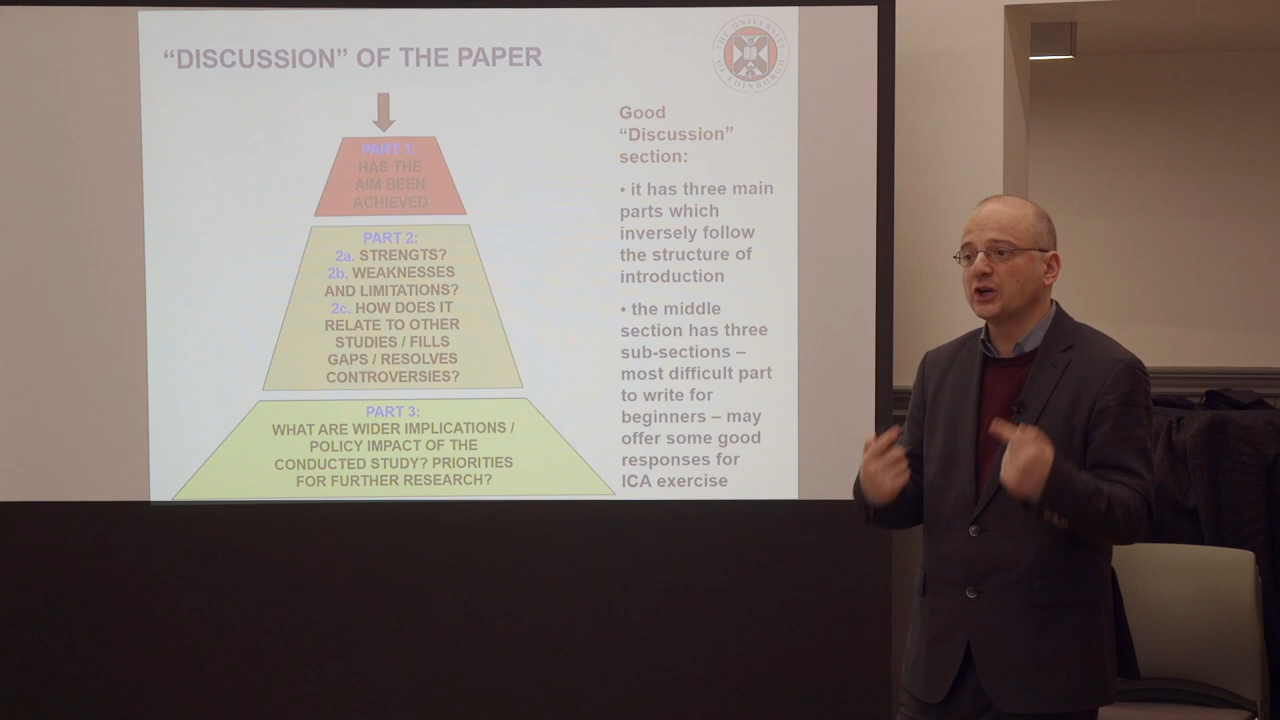 “DISCUSSION” OF THE PAPER
THE UNIVERSITY OF EDINBURGH
PART 1:
HAS THE
AIM BEEN
ACHIEVED
PART 2:
2a. STRENGTS?
2b. WEAKNESSES
AND LIMITATIONS?
2c. HOW DOES IT
RELATE TO OTHER
STUDIES / FILLS
GAPS / RESOLVES
CONTROVERSIES?
PART 3:
WHAT ARE WIDER IMPLICATIONS /
POLICY IMPACT OF THE
CONDUCTED STUDY? PRIORITIES
FOR FURTHER RESEARCH?
Good
“Discussion”
section:
• it has three main
parts which
inversely follow
the structure of
introduction
• the middle
section has three
sub-sections –
most difficult part
to write for
beginners – may
offer some good
responses for
ICA exercise